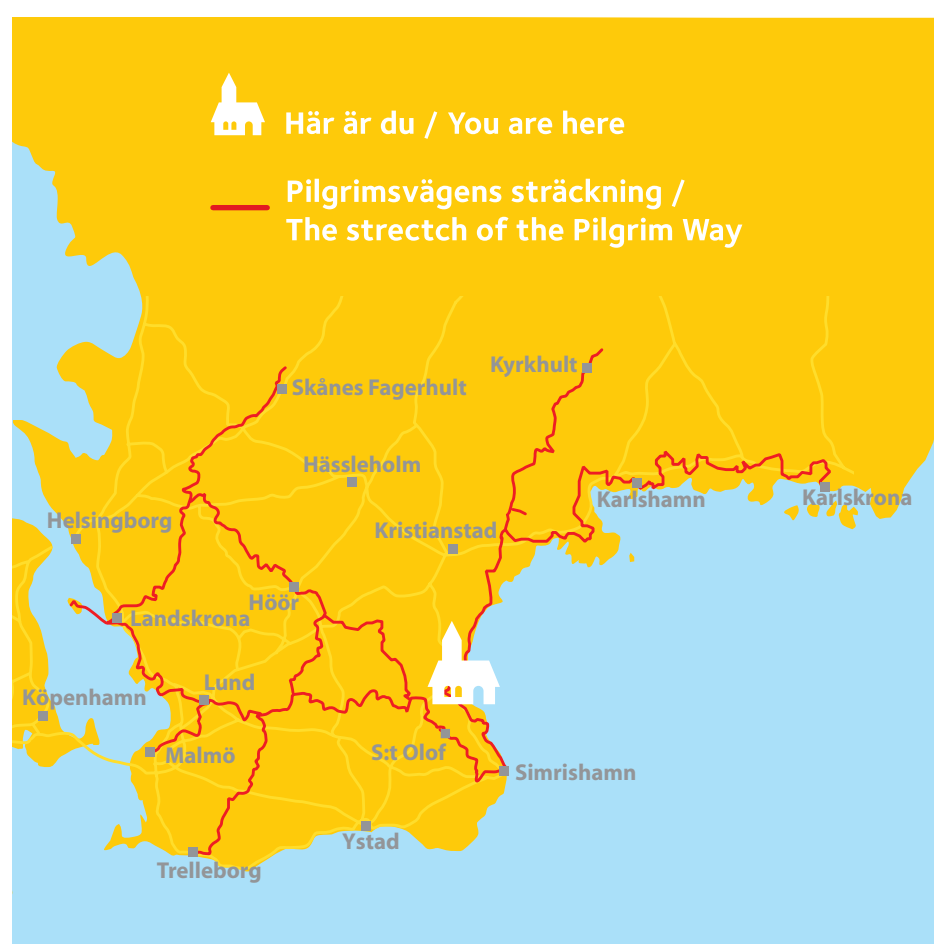 Här är du / You are here
Pilgrimsvägens sträckning /
The strectch of the Pilgrim Way
Kyrkhult
Skånes Fagerhult
Hässleholm
Karlshamn
Karlskrona
Helsingborg
Kristianstad
Höör
Landskrona
Lund
Köpenhamn
Malmö
S:t Olof
Simrishamn
Ystad
Trelleborg